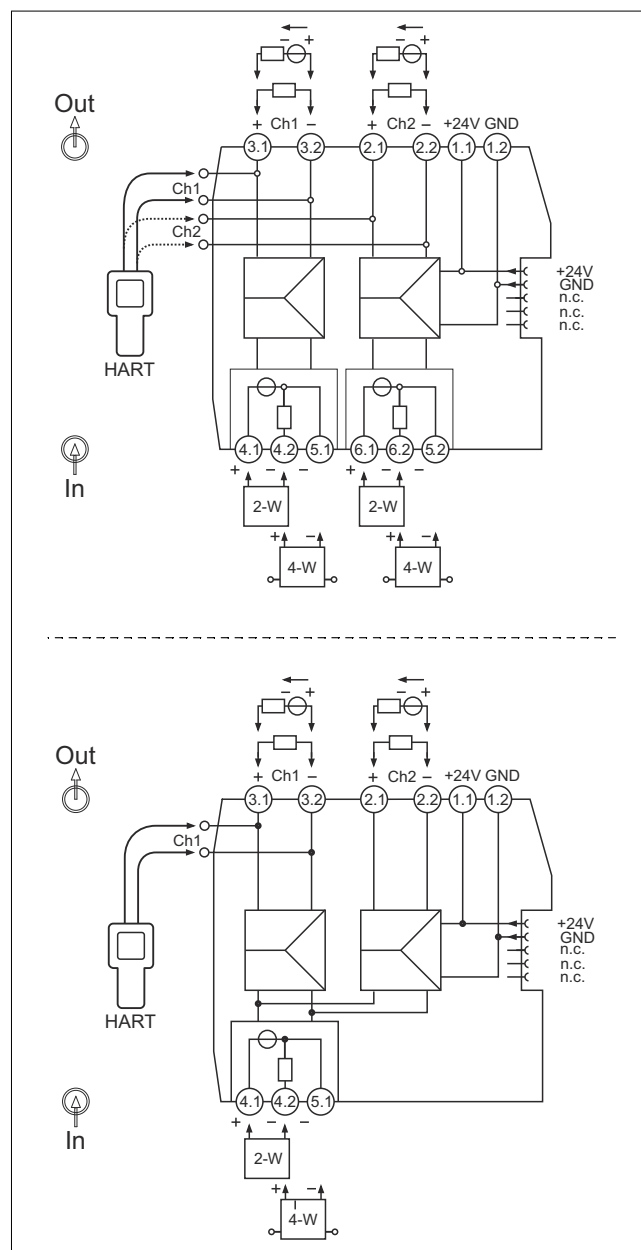 − +
− +
Out
+ Ch1 − + Ch2 − +24V GND
3.1 3.2 2.1 2.2 1.1 1.2
Ch1
Ch2
+24V
GND
n.c.
n.c.
n.c.
HART
4.1 4.2 5.1 6.1 6.2 5.2
+ − − + − −
In
2-W 2-W
+ − + −
4-W 4-W
− + − +
Out
+ Ch1 − + Ch2 − +24V GND
3.1 3.2 2.1 2.2 1.1 1.2
Ch1
+24V
GND
n.c.
n.c.
n.c.
HART
4.1 4.2 5.1
+ − −
In
2-W
+ −
4-W